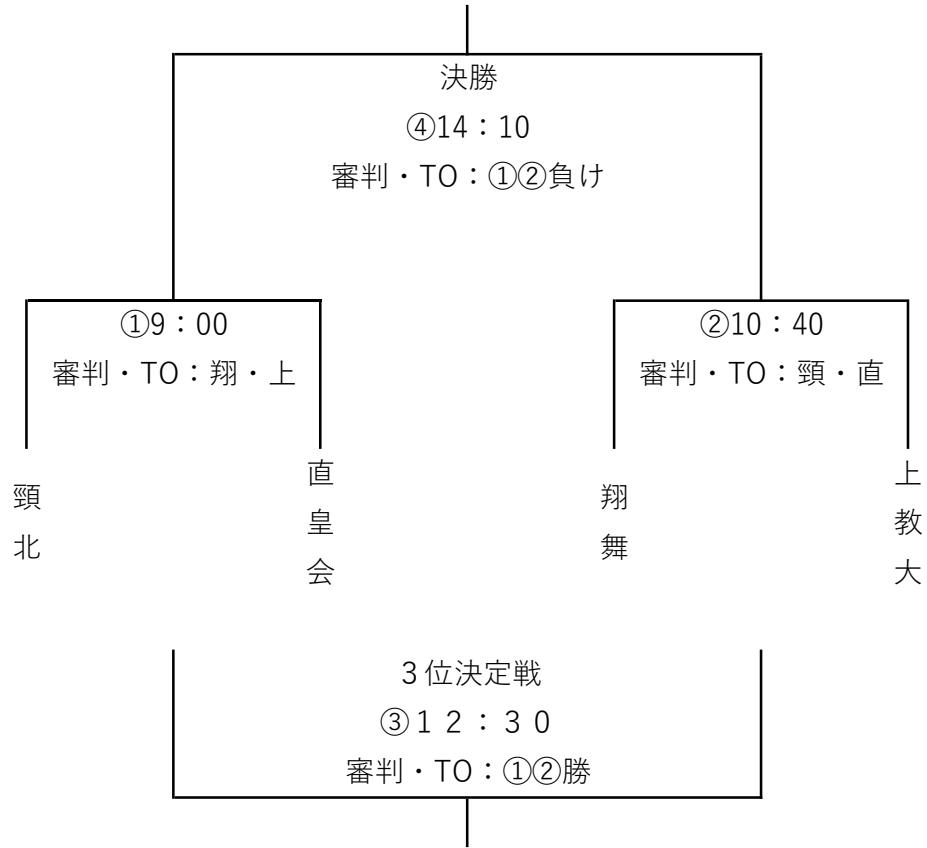 決勝
④14：10
審判・TO：①②負け
①9：00
審判・TO：翔・上
②10：40
審判・TO：頸・直
頸北
直皇会
翔舞
上教大
３位決定戦
③１２：３０
審判・TO：①②勝